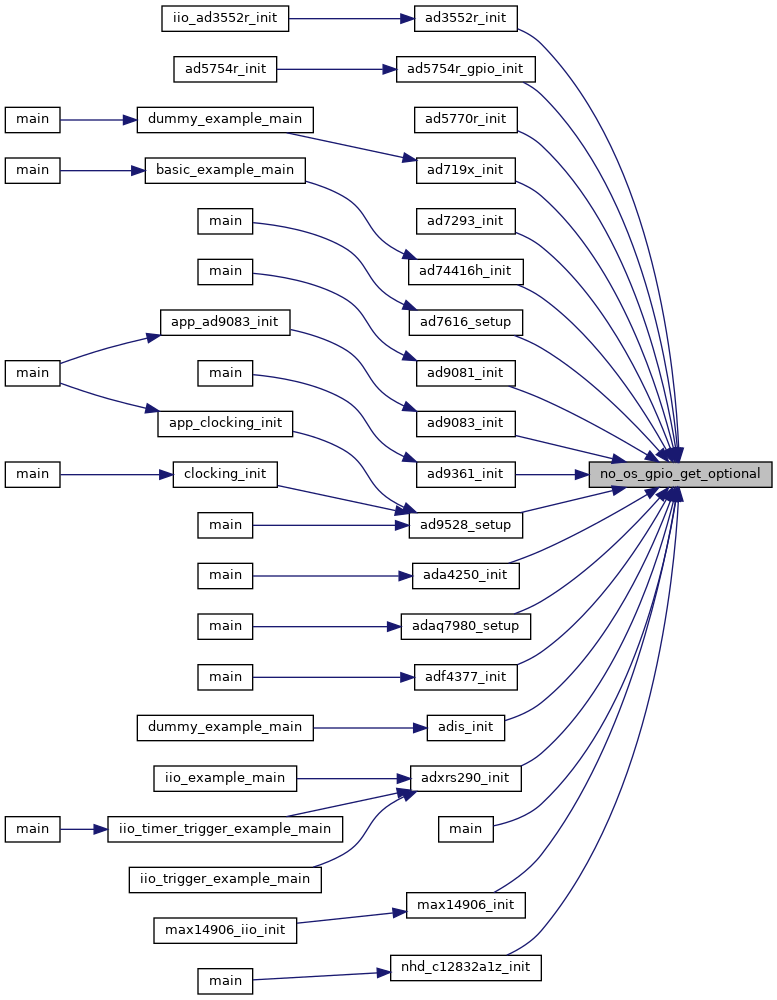 iio_ad3552r_init
ad3552r_init
ad5754r_init
ad5754r_gpio_init
main
dummy_example_main
ad5770r_init
main
basic_example_main
ad719x_init
main
ad7293_init
main
ad74416h_init
app_ad9083_init
ad7616_setup
main
main
ad9081_init
app_clocking_init
ad9083_init
main
clocking_init
ad9361_init
no_os_gpio_get_optional
main
ad9528_setup
main
ada4250_init
main
adaq7980_setup
main
adf4377_init
dummy_example_main
adis_init
iio_example_main
adxrs290_init
main
iio_timer_trigger_example_main
main
iio_trigger_example_main
max14906_init
max14906_iio_init
nhd_c12832a1z_init
main